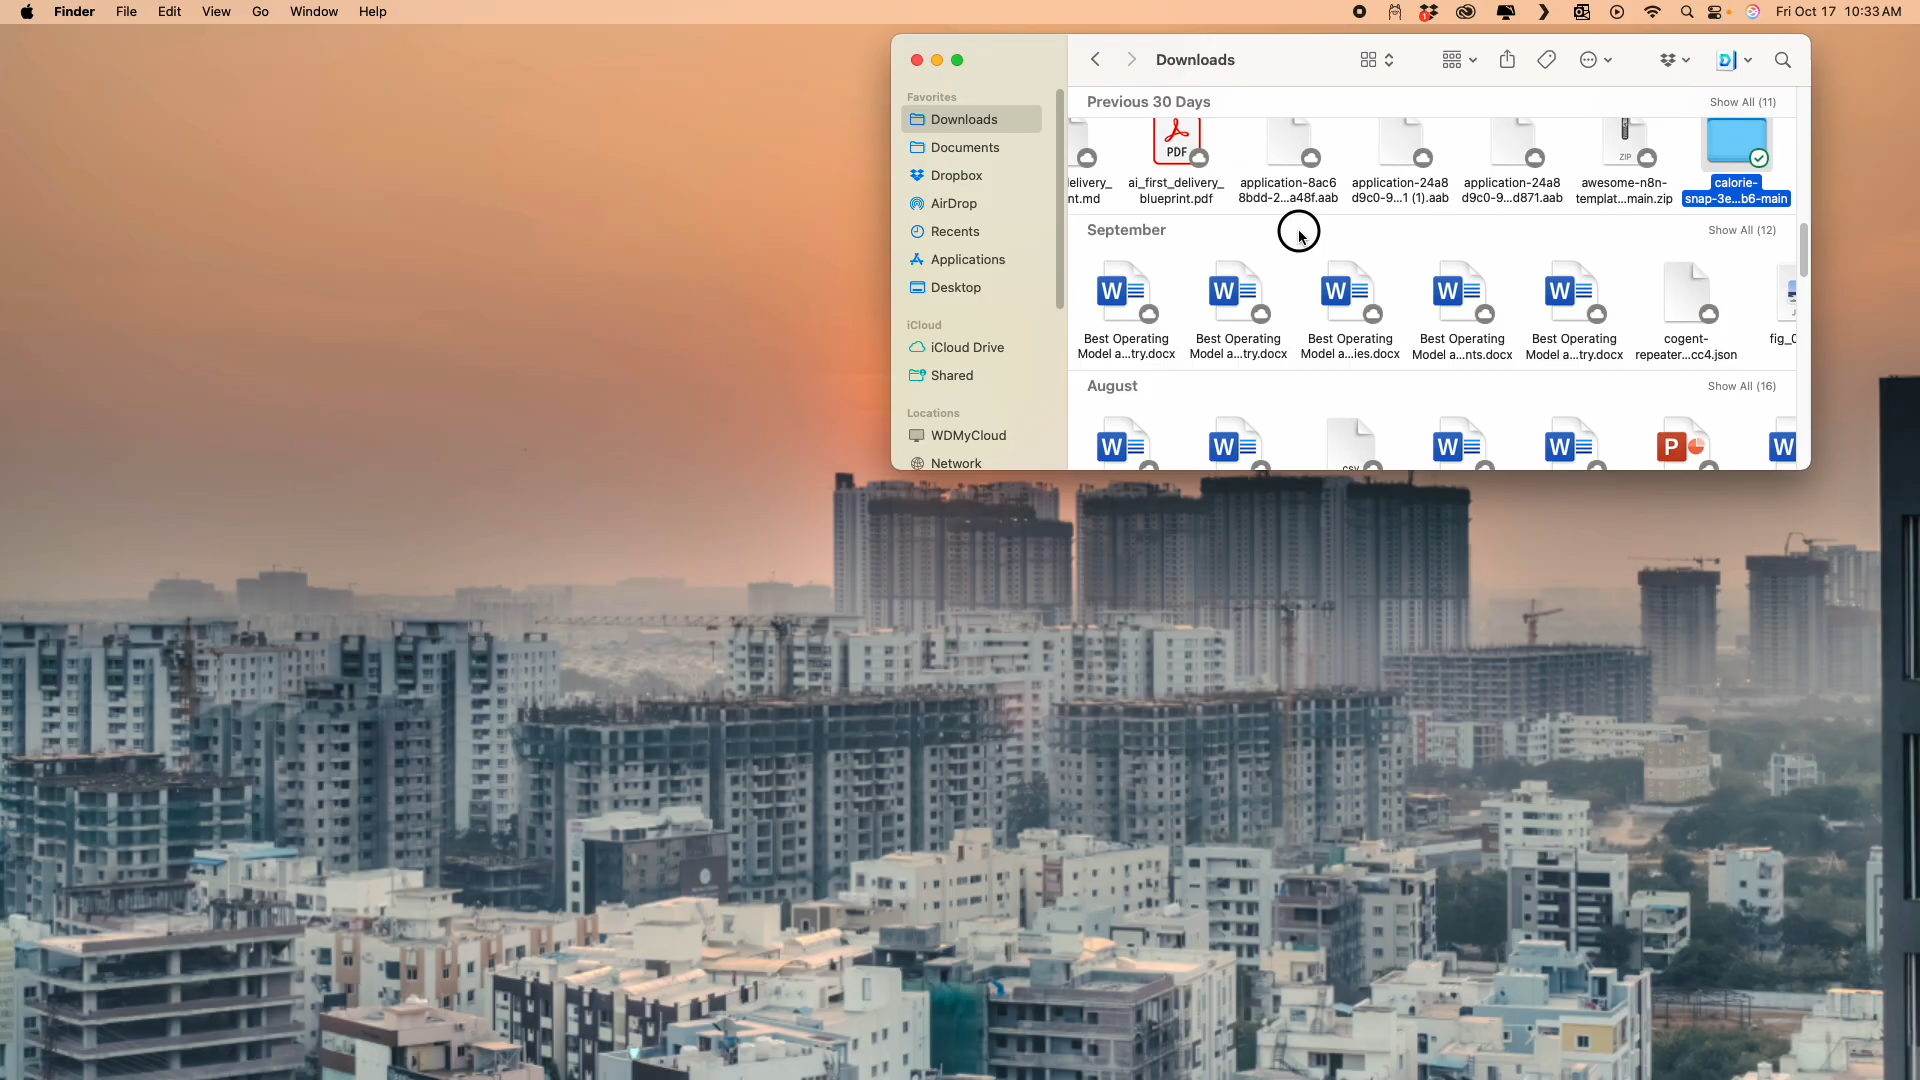 Finder File Edit View Go Window Help
1
Fri Oct 17 10:33 AM
Downloads
Favorites
Downloads
Documents
Dropbox
AirDrop
Recents
Applications
Desktop
iCloud
iCloud Drive
Shared
Locations
WDMyCloud
Network
Previous 30 Days Show All (11)
PDF
ZIP
elivery_
nt.md
ai_first_delivery_
blueprint.pdf
application-8ac6
8bdd-2...a48f.aab
application-24a8
d9c0-9...1 (1).aab
application-24a8
d9c0-9...d871.aab
awesome-n8n-
templat...main.zip
calorie-
snap-3e...b6-main
September Show All (12)
W W W W W
Best Operating
Model a...try.docx
Best Operating
Model a...try.docx
Best Operating
Model a...ies.docx
Best Operating
Model a...nts.docx
Best Operating
Model a...try.docx
cogent-
repeater...cc4.json
fig_0
August Show All (16)
W W CSV W W P W